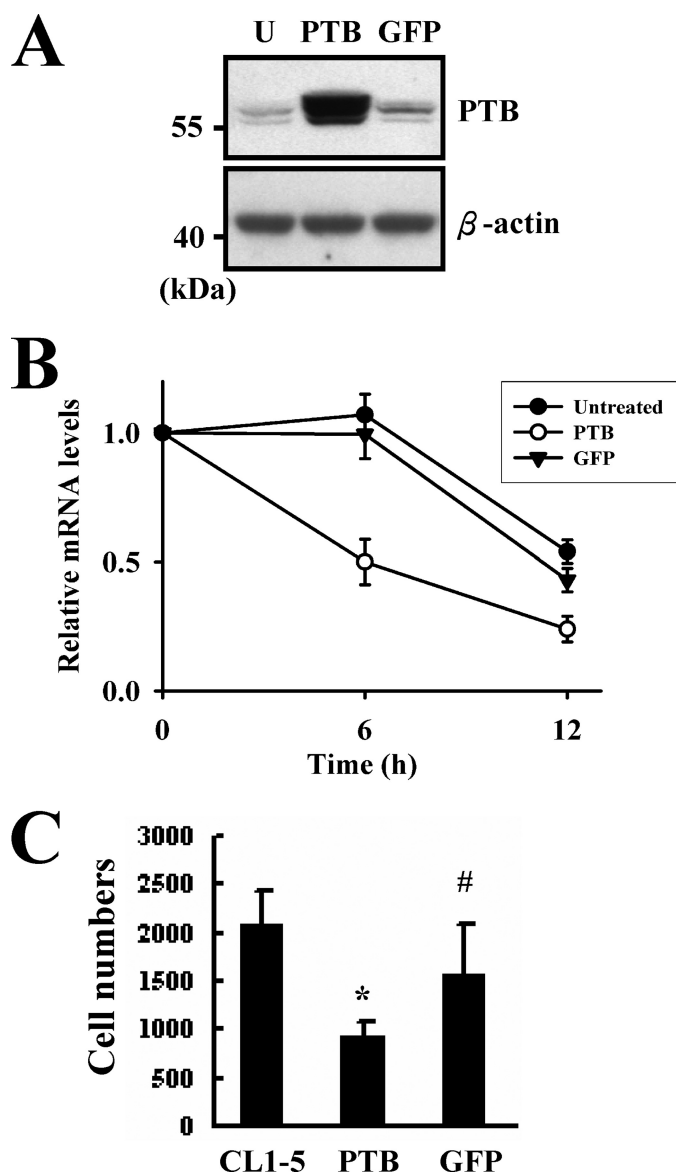 A
U PTB GFP
PTB
55
β-actin
40
(kDa)
B
Relative mRNA levels
1.0
0.5
0.0
0 6 12
Time (h)
Untreated
PTB
GFP
C
Cell numbers
3000
2500
2000
1500
1000
500
0
*
#
CL1-5 PTB GFP